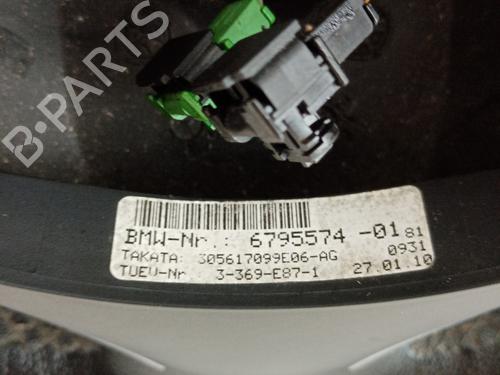 B-PARTS
BMW-Nr.: 6795574 -01 81
TAKATA: 305617099E06-AG 0931
TUEV-Nr 3-369-E87-1 27.01.10